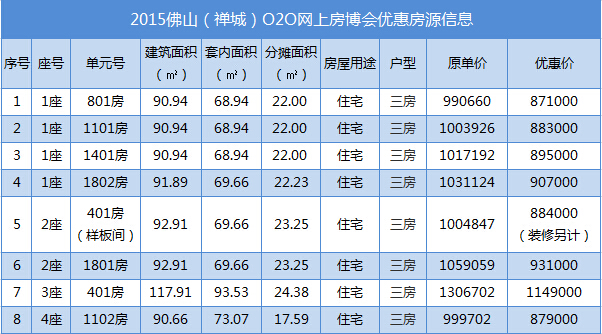 2015佛山（禅城）O2O网上房博会优惠房源信息
序号 座号 单元号 建筑面积（㎡） 套内面积（㎡） 分摊面积（㎡） 房屋用途 户型 原单价 优惠价
1 1座 801房 90.94 68.94 22.00 住宅 三房 990660 871000
2 1座 1101房 90.94 68.94 22.00 住宅 三房 1003926 883000
3 1座 1401房 90.94 68.94 22.00 住宅 三房 1017192 895000
4 1座 1802房 91.89 69.66 22.23 住宅 三房 1031124 907000
5 2座 401房（样板间） 92.91 69.66 23.25 住宅 三房 1004847 884000（装修另计）
6 2座 1801房 92.91 69.66 23.25 住宅 三房 1059059 931000
7 3座 401房 117.91 93.53 24.38 住宅 三房 1306702 1149000
8 4座 1102房 90.66 73.07 17.59 住宅 三房 999702 879000